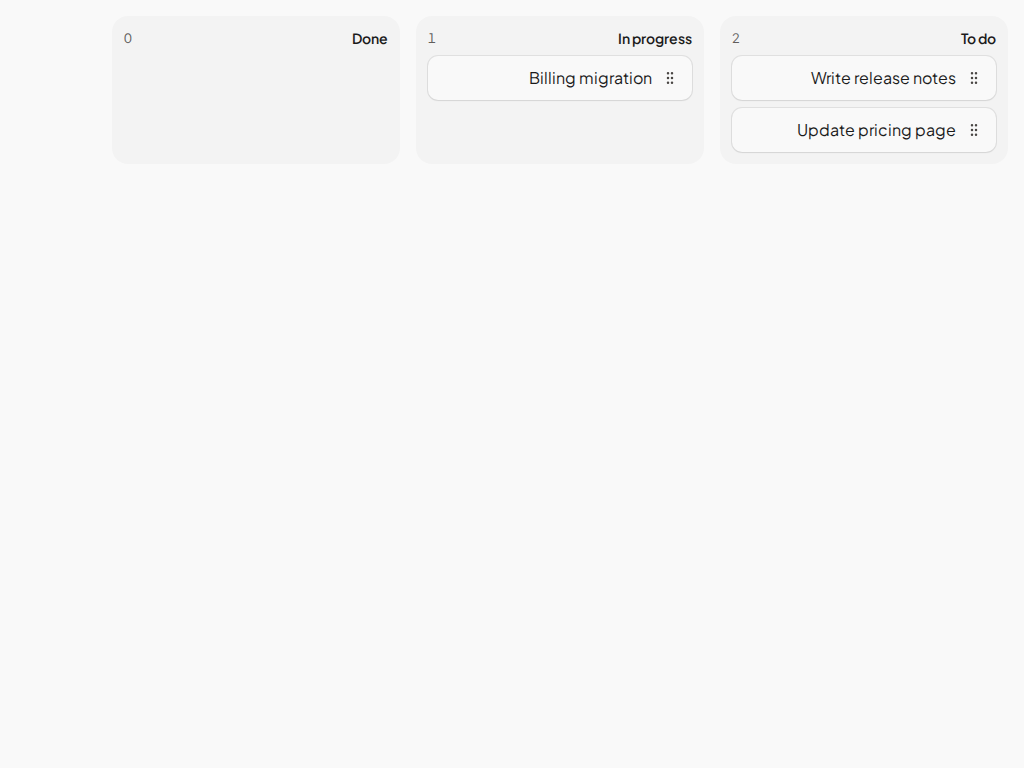 To do
2
Write release notes
Update pricing page
In progress
1
Billing migration
Done
0